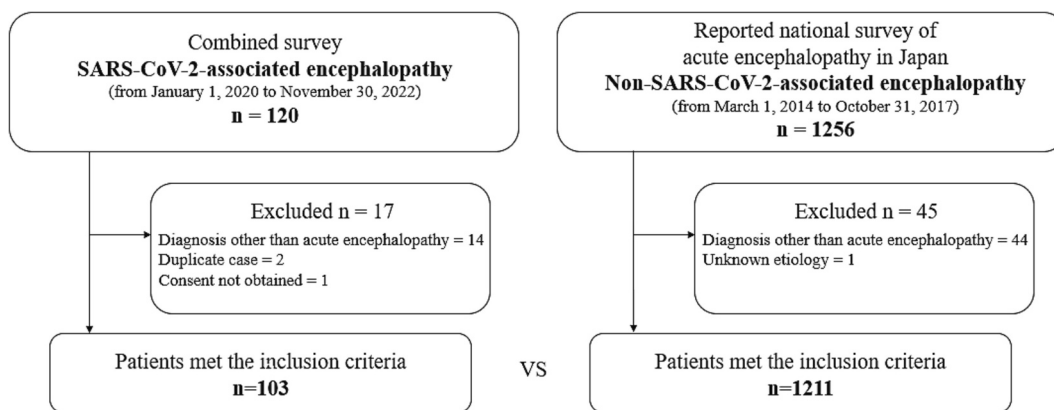 Combined survey
SARS-CoV-2-associated encephalopathy
(from January 1, 2020 to November 30, 2022)
n = 120
Excluded n = 17
Diagnosis other than acute encephalopathy = 14
Duplicate case = 2
Consent not obtained = 1
Patients met the inclusion criteria
n=103
VS
Reported national survey of
acute encephalopathy in Japan
Non-SARS-CoV-2-associated encephalopathy
(from March 1, 2014 to October 31, 2017)
n = 1256
Excluded n = 45
Diagnosis other than acute encephalopathy = 44
Unknown etiology = 1
Patients met the inclusion criteria
n=1211